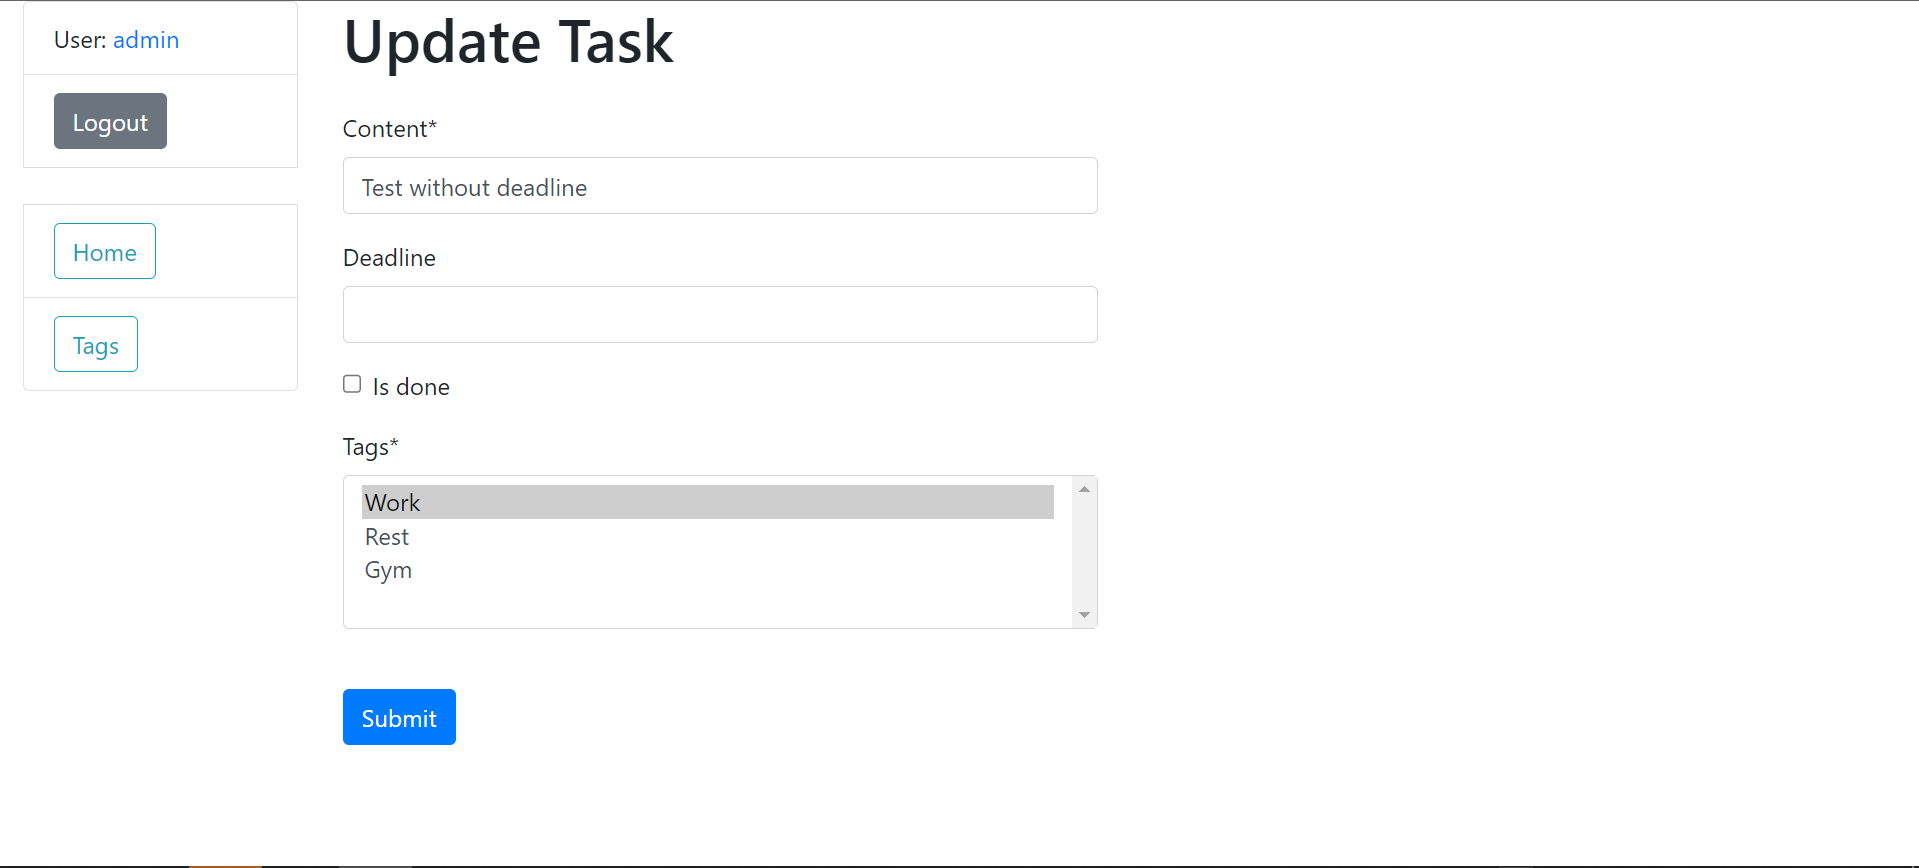 User: admin
Logout
Home
Tags
Update Task
Content*
Test without deadline
Deadline
Is done
Tags*
Work
Rest
Gym
Submit